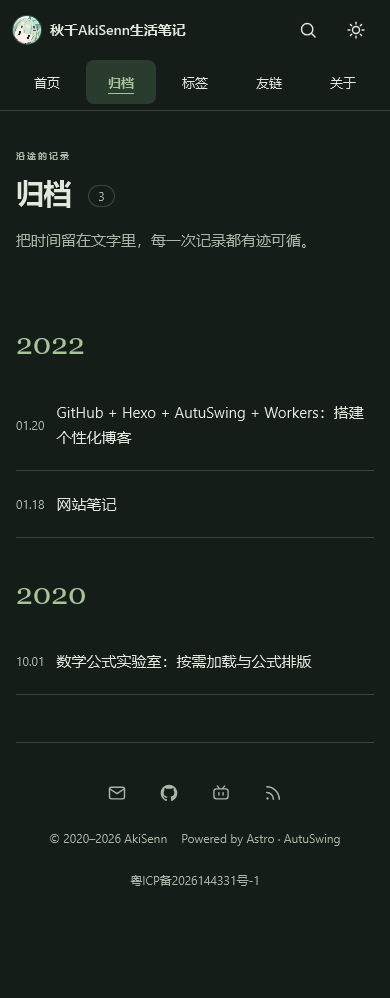 秋千AkiSenn生活笔记
首页 归档 标签 友链 关于
沿途的记录
归档 3
把时间留在文字里，每一次记录都有迹可循。
2022
01.20 GitHub + Hexo + AutuSwing + Workers：搭建
个性化博客
01.18 网站笔记
2020
10.01 数学公式实验室：按需加载与公式排版
© 2020–2026 AkiSenn Powered by Astro · AutuSwing
粤ICP备2026144331号-1